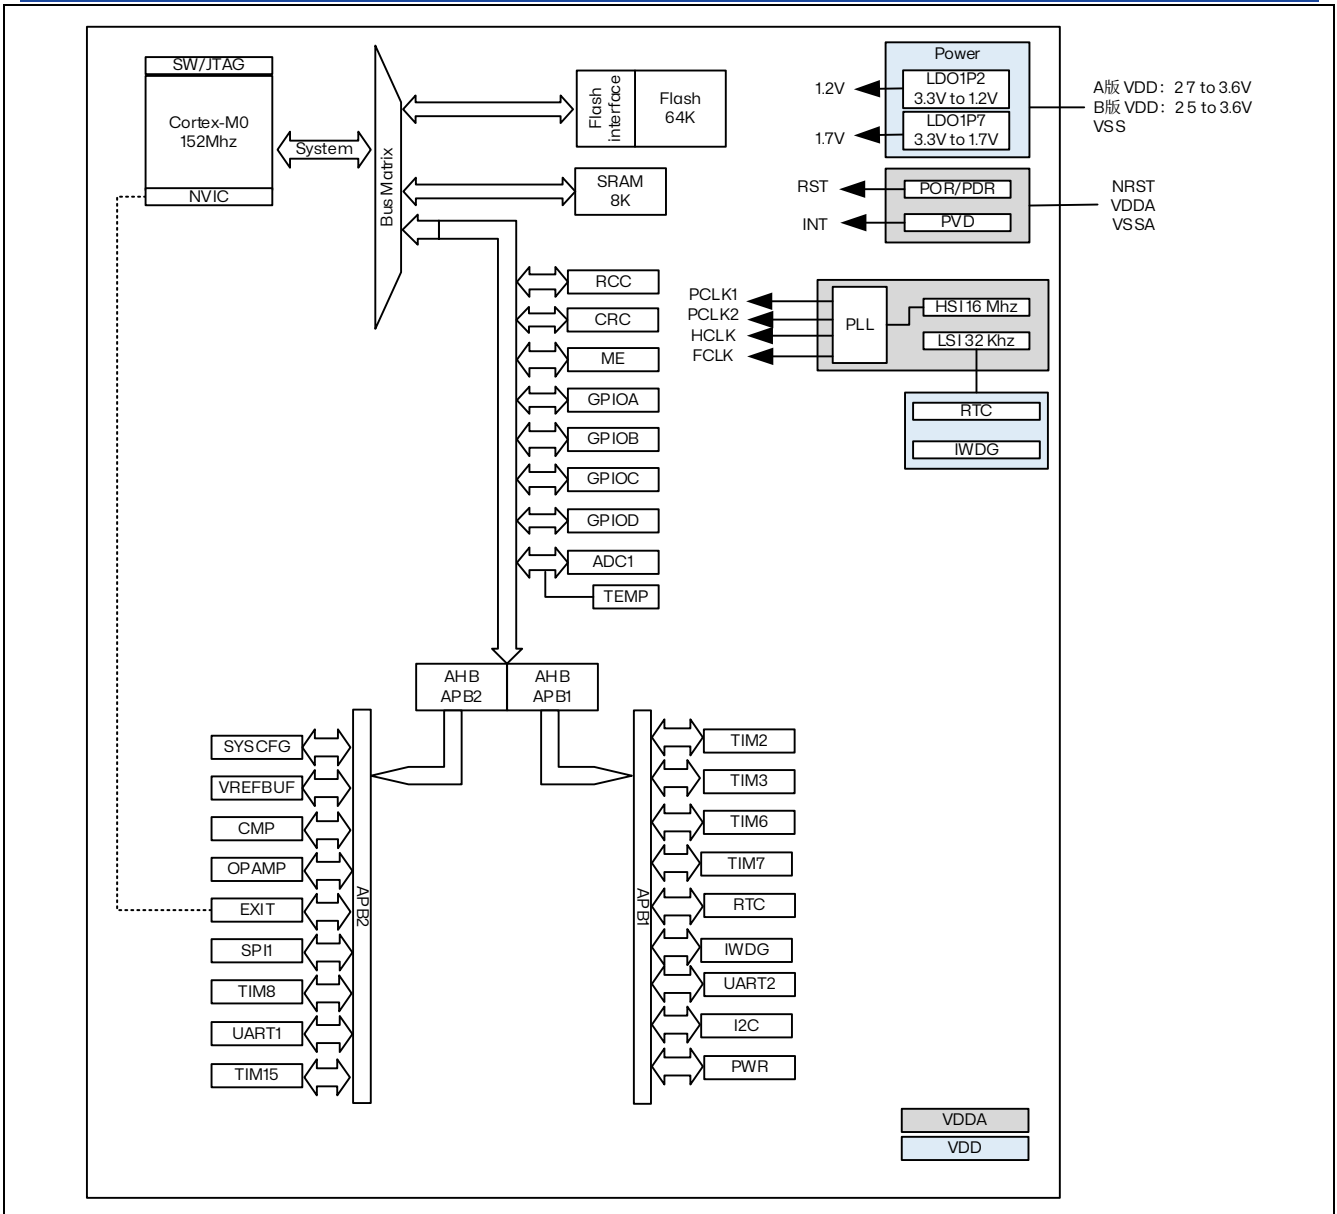 SW/JTAG
Cortex-M0
152Mhz
NVIC
System
Bus Matrix
Flash
interface
Flash
64K
SRAM
8K
RCC
CRC
ME
GPIOA
GPIOB
GPIOC
GPIOD
ADC1
TEMP
Power
LDO1P2
3.3V to 1.2V
LDO1P7
3.3V to 1.7V
1.2V
1.7V
A版 VDD: 2 7 to 3.6V
B版 VDD: 2 5 to 3.6V
VSS
RST
INT
POR/PDR
PVD
NRST
VDDA
VSSA
PCLK1
PCLK2
HCLK
FCLK
PLL
HSI 16 Mhz
LSI 32 Khz
RTC
IWDG
AHB
APB2
AHB
APB1
SYSCFG
VREFBUF
CMP
OPAMP
EXIT
SPI1
TIM8
UART1
TIM15
APB2
APB1
TIM2
TIM3
TIM6
TIM7
RTC
IWDG
UART2
I2C
PWR
VDDA
VDD